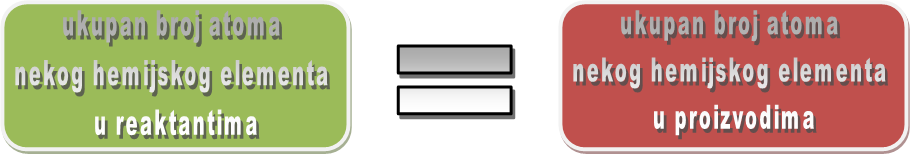 ukupan broj atoma
nekog hemijskog elementa
u reaktantima
=
ukupan broj atoma
nekog hemijskog elementa
u proizvodima